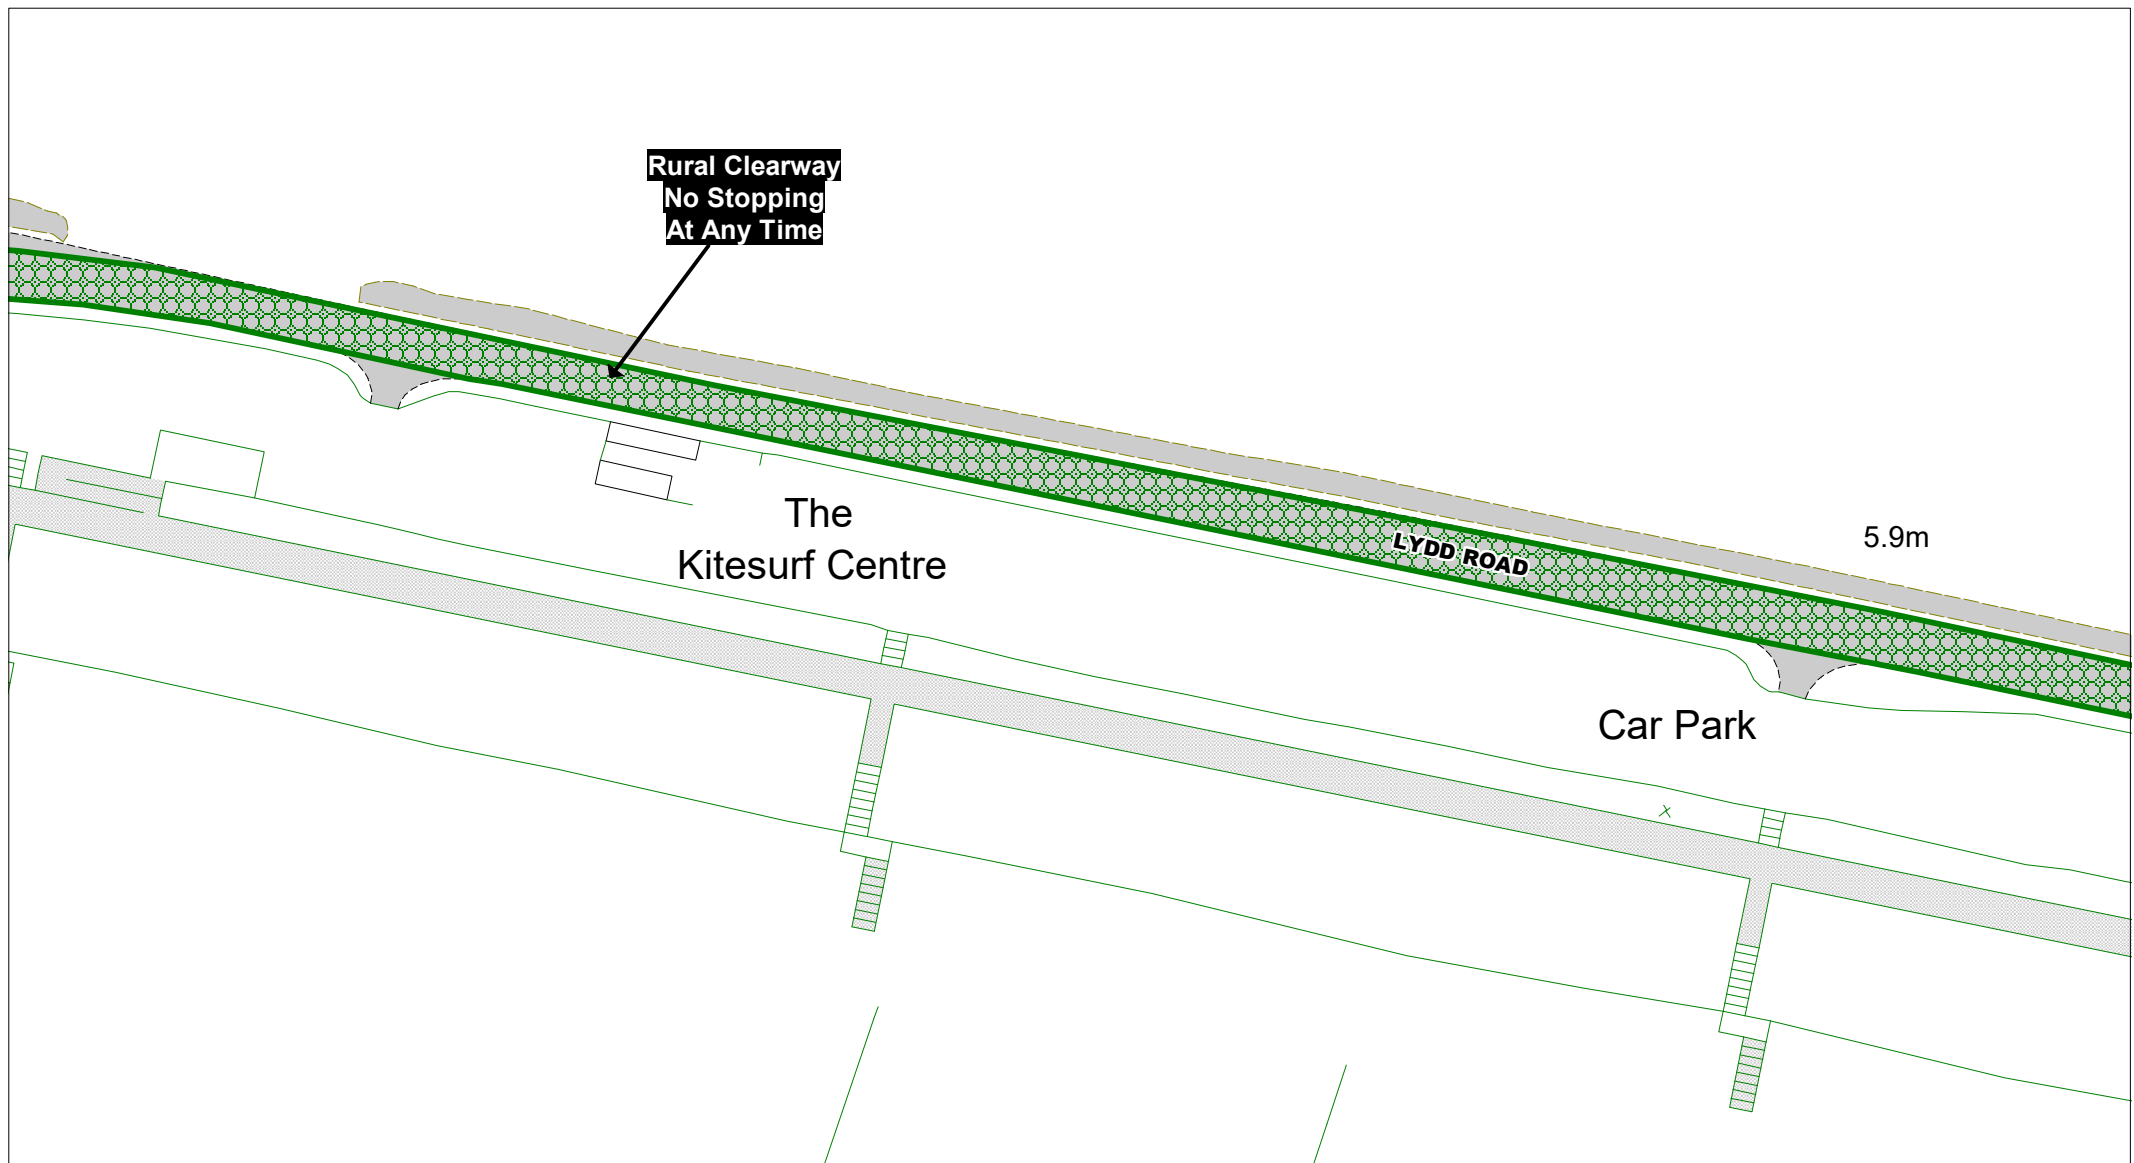 Rural Clearway
No Stopping
At Any Time
The
Kitesurf Centre
LYDD ROAD
5.9m
Car Park